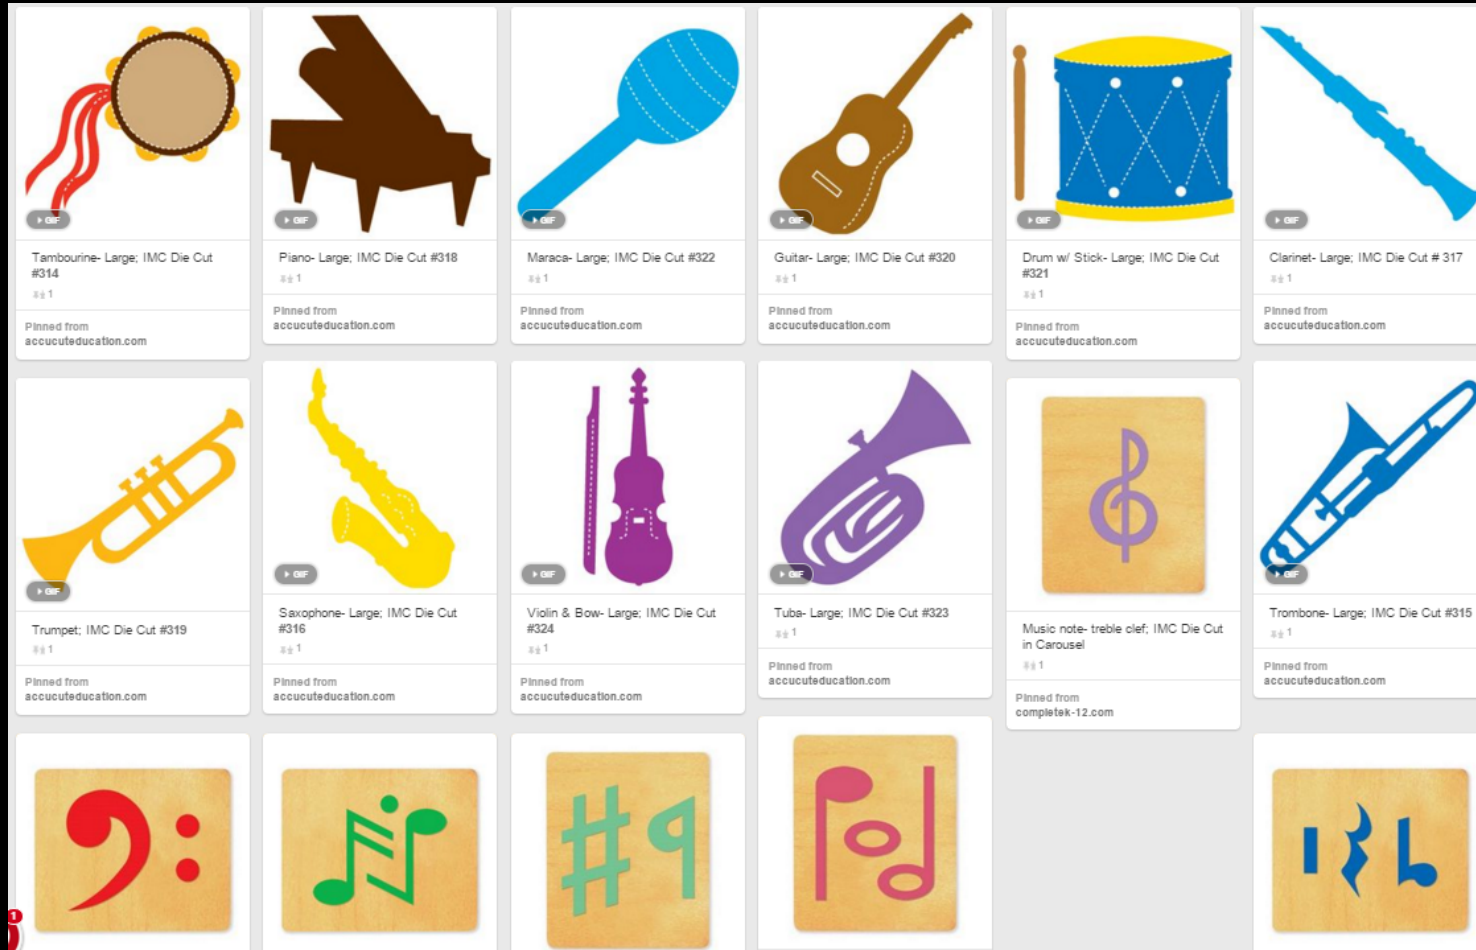 GIF
Tambourine- Large; IMC Die Cut
#314
1
Pinned from
accucuteducation.com
GIF
Piano- Large; IMC Die Cut #318
1
Pinned from
accucuteducation.com
GIF
Maraca- Large; IMC Die Cut #322
1
Pinned from
accucuteducation.com
GIF
Guitar- Large; IMC Die Cut #320
1
Pinned from
accucuteducation.com
GIF
Drum w/ Stick- Large; IMC Die Cut
#321
1
Pinned from
accucuteducation.com
GIF
Clarinet- Large; IMC Die Cut # 317
1
Pinned from
accucuteducation.com
GIF
Trumpet; IMC Die Cut #319
1
Pinned from
accucuteducation.com
GIF
Saxophone- Large; IMC Die Cut
#316
1
Pinned from
accucuteducation.com
GIF
Violin & Bow- Large; IMC Die Cut
#324
1
Pinned from
accucuteducation.com
GIF
Tuba- Large; IMC Die Cut #323
1
Pinned from
accucuteducation.com
Music note- treble clef; IMC Die Cut
in Carousel
1
Pinned from
completek-12.com
GIF
Trombone- Large; IMC Die Cut #315
1
Pinned from
accucuteducation.com
1